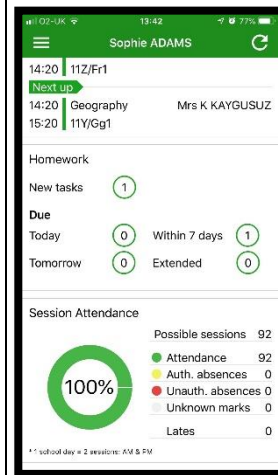 O2-UK 13:42 77%
Sophie ADAMS
14:20 11Z/Fr1
Next up
14:20 Geography Mrs K KAYGUSUZ
15:20 11Y/Gg1
Homework
New tasks 1
Due
Today 0 Within 7 days 1
Tomorrow 0 Extended 0
Session Attendance
Possible sessions 92
100%
Attendance 92
Auth. absences 0
Unauth. absences 0
Unknown marks 0
Lates 0
* 1 school day = 2 sessions: AM & PM